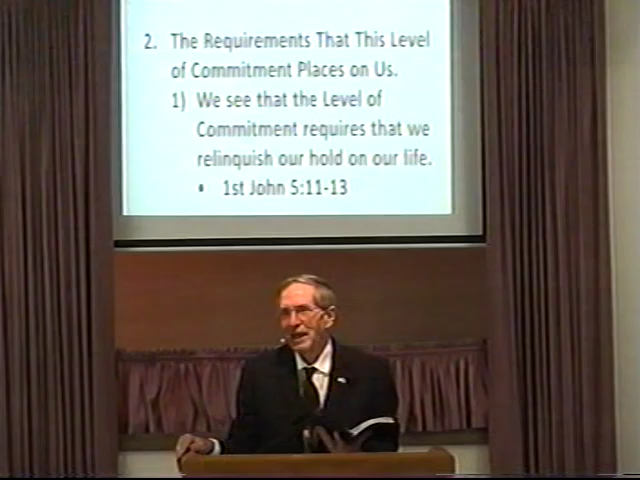 2. The Requirements That This Level
of Commitment Places on Us.
1) We see that the Level of
Commitment requires that we
relinquish our hold on our life.
• 1st John 5:11-13